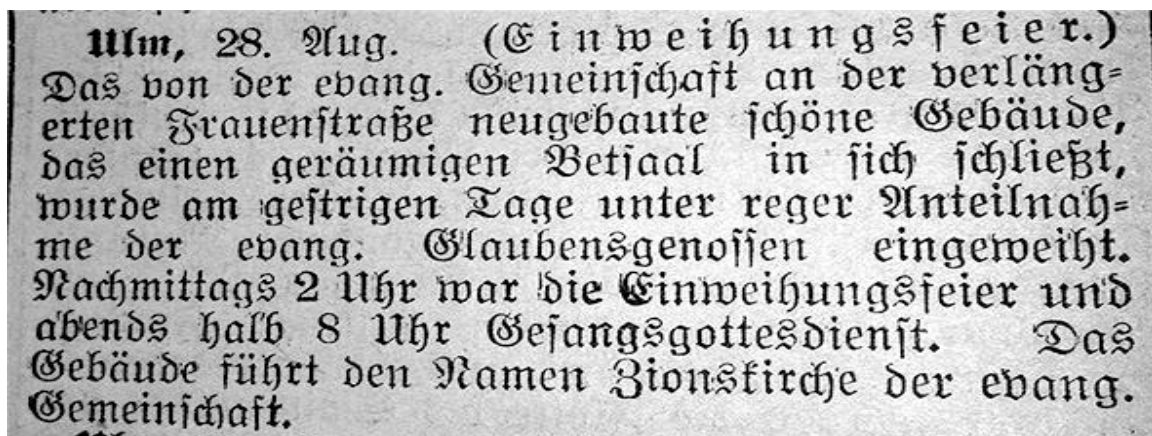 Ulm, 28. Aug. (Einweihungsfeier.)
Das von der evang. Gemeinschaft an der verläng=
erten Frauenstraße neugebaute schöne Gebäude,
das einen geräumigen Betsaal in sich schließt,
wurde am gestrigen Tage unter reger Anteilnah=
me der evang. Glaubensgenossen eingeweiht.
Nachmittags 2 Uhr war die Einweihungsfeier und
abends halb 8 Uhr Gesangsgottesdienst. Das
Gebäude führt den Namen Zionskirche der evang.
Gemeinschaft.